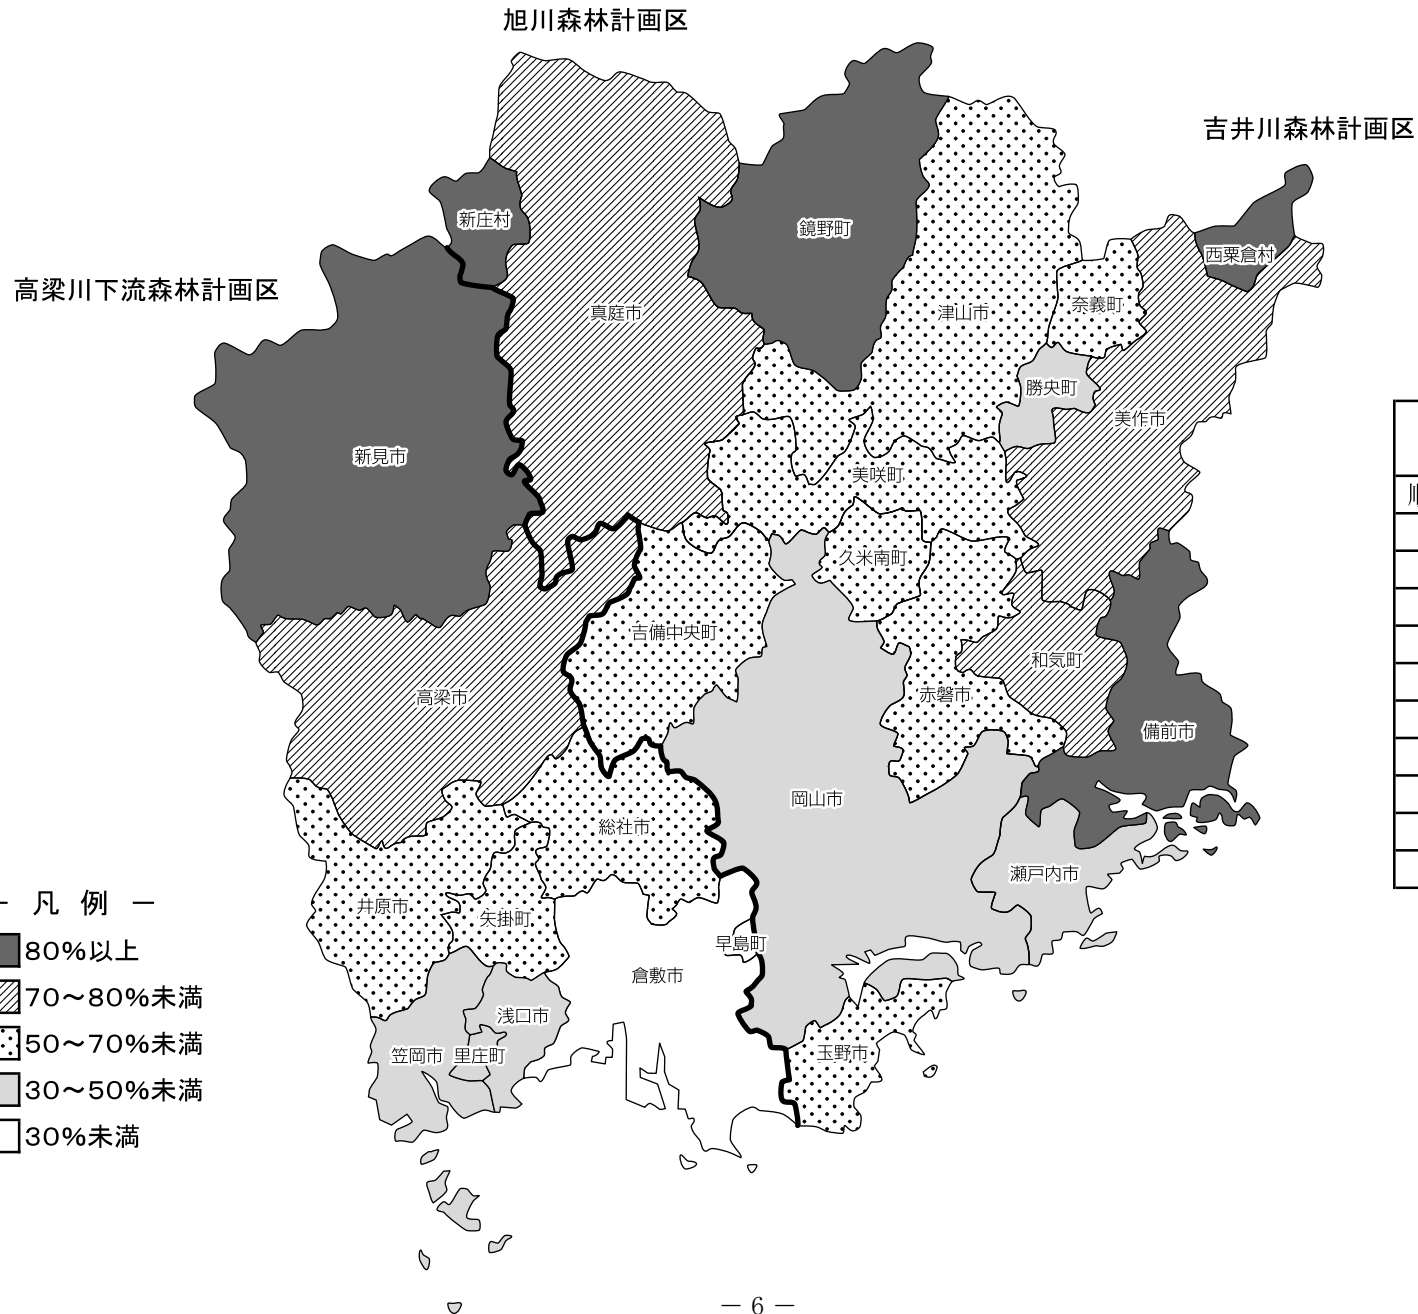 旭川森林計画区
吉井川森林計画区
高梁川下流森林計画区
新庄村
鏡野町
西粟倉村
真庭市
津山市
奈義町
勝央町
美作市
新見市
美咲町
久米南町
吉備中央町
和気町
高梁市
赤磐市
備前市
岡山市
総社市
瀬戸内市
井原市
矢掛町
早島町
倉敷市
浅口市
笠岡市
里庄町
玉野市
― 凡 例 ―
80%以上
70～80%未満
50～70%未満
30～50%未満
30%未満
― 6 ―